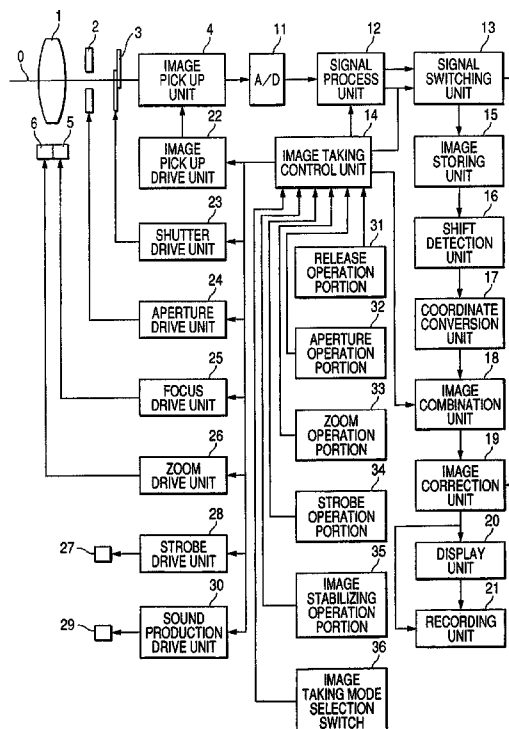 1
2
3
4
11
12
13
0
IMAGE
PICK UP
UNIT
A/D
SIGNAL
PROCESS
UNIT
SIGNAL
SWITCHING
UNIT
6
5
22
14
15
IMAGE
PICK UP
DRIVE UNIT
IMAGE TAKING
CONTROL UNIT
IMAGE
STORING
UNIT
23
31
16
SHUTTER
DRIVE UNIT
RELEASE
OPERATION
PORTION
SHIFT
DETECTION
UNIT
24
32
17
APERTURE
DRIVE UNIT
APERTURE
OPERATION
PORTION
COORDINATE
CONVERSION
UNIT
25
33
18
FOCUS
DRIVE UNIT
ZOOM
OPERATION
PORTION
IMAGE
COMBINATION
UNIT
26
34
19
ZOOM
DRIVE UNIT
STROBE
OPERATION
PORTION
IMAGE
CORRECTION
UNIT
27
28
35
20
STROBE
DRIVE UNIT
IMAGE
STABILIZING
OPERATION
PORTION
DISPLAY
UNIT
29
30
36
21
SOUND
PRODUCTION
DRIVE UNIT
IMAGE
TAKING MODE
SELECTION
SWITCH
RECORDING
UNIT